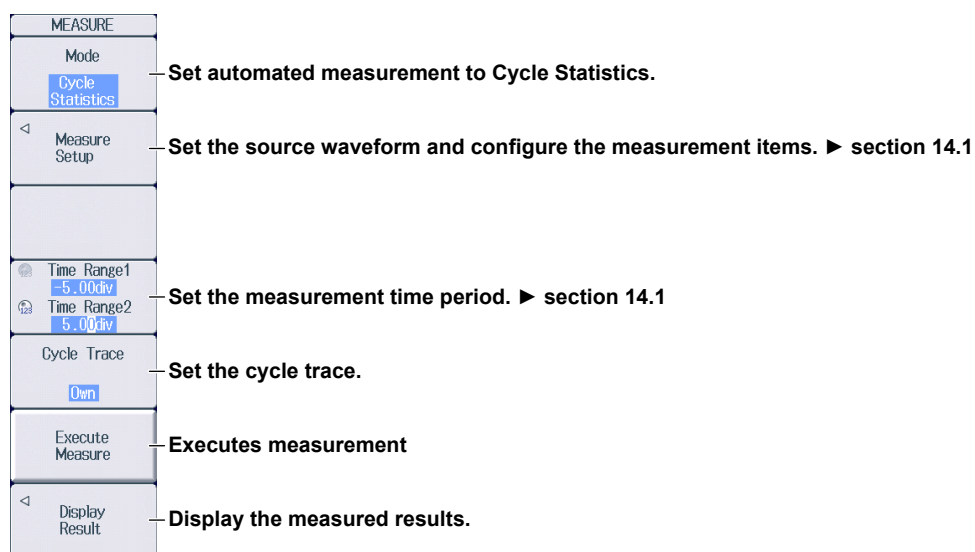 MEASURE
Mode
Cycle
Statistics
Set automated measurement to Cycle Statistics.
Measure
Setup
Set the source waveform and configure the measurement items. ► section 14.1
Time Range1
-5.00div
Time Range2
5.00div
Set the measurement time period. ► section 14.1
Cycle Trace
Own
Set the cycle trace.
Execute
Measure
Executes measurement
Display
Result
Display the measured results.